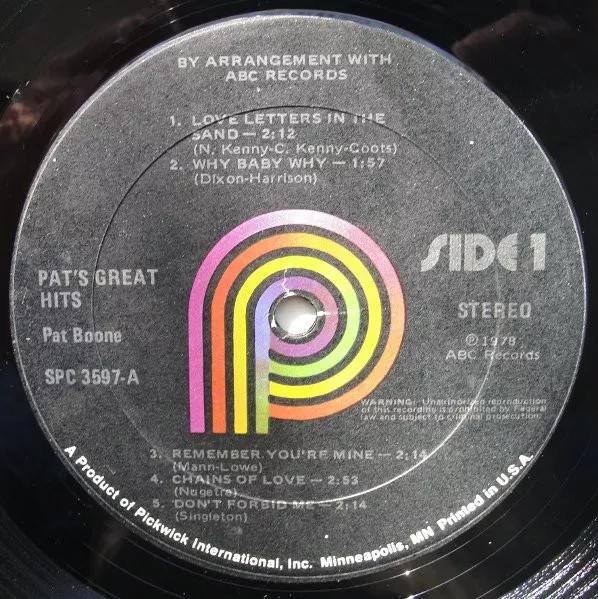 BY ARRANGEMENT WITH
ABC RECORDS
1. LOVE LETTERS IN THE
SAND — 2:12
(N. Kenny-C. Kenny-Coots)
2. WHY BABY WHY — 1:57
(Dixon-Harrison)
PAT'S GREAT
HITS
Pat Boone
SPC 3597-A
SIDE 1
STEREO
℗ 1978
ABC Records
WARNING: Unauthorized reproduction
of this recording is prohibited by Federal
law and subject to criminal prosecution.
3. REMEMBER YOU'RE MINE — 2:14
(Mann-Lowe)
4. CHAINS OF LOVE — 2:53
(Nugetre)
5. DON'T FORBID ME — 2:14
(Singleton)
A Product of Pickwick International, Inc. Minneapolis, MN Printed in U.S.A.